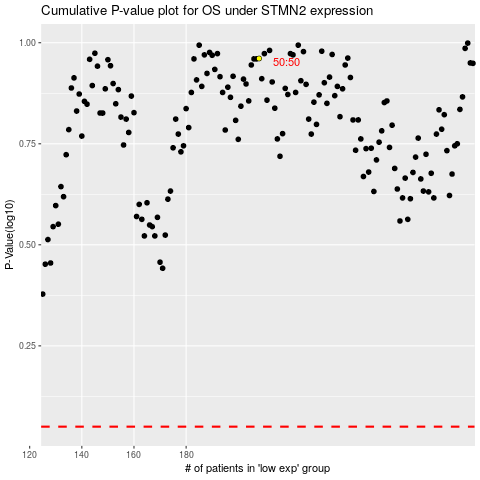 Cumulative P-value plot for OS under STMN2 expression
1.00
50:50
0.75
P-Value(log10)
0.50
0.25
120 140 160 180
# of patients in 'low exp' group